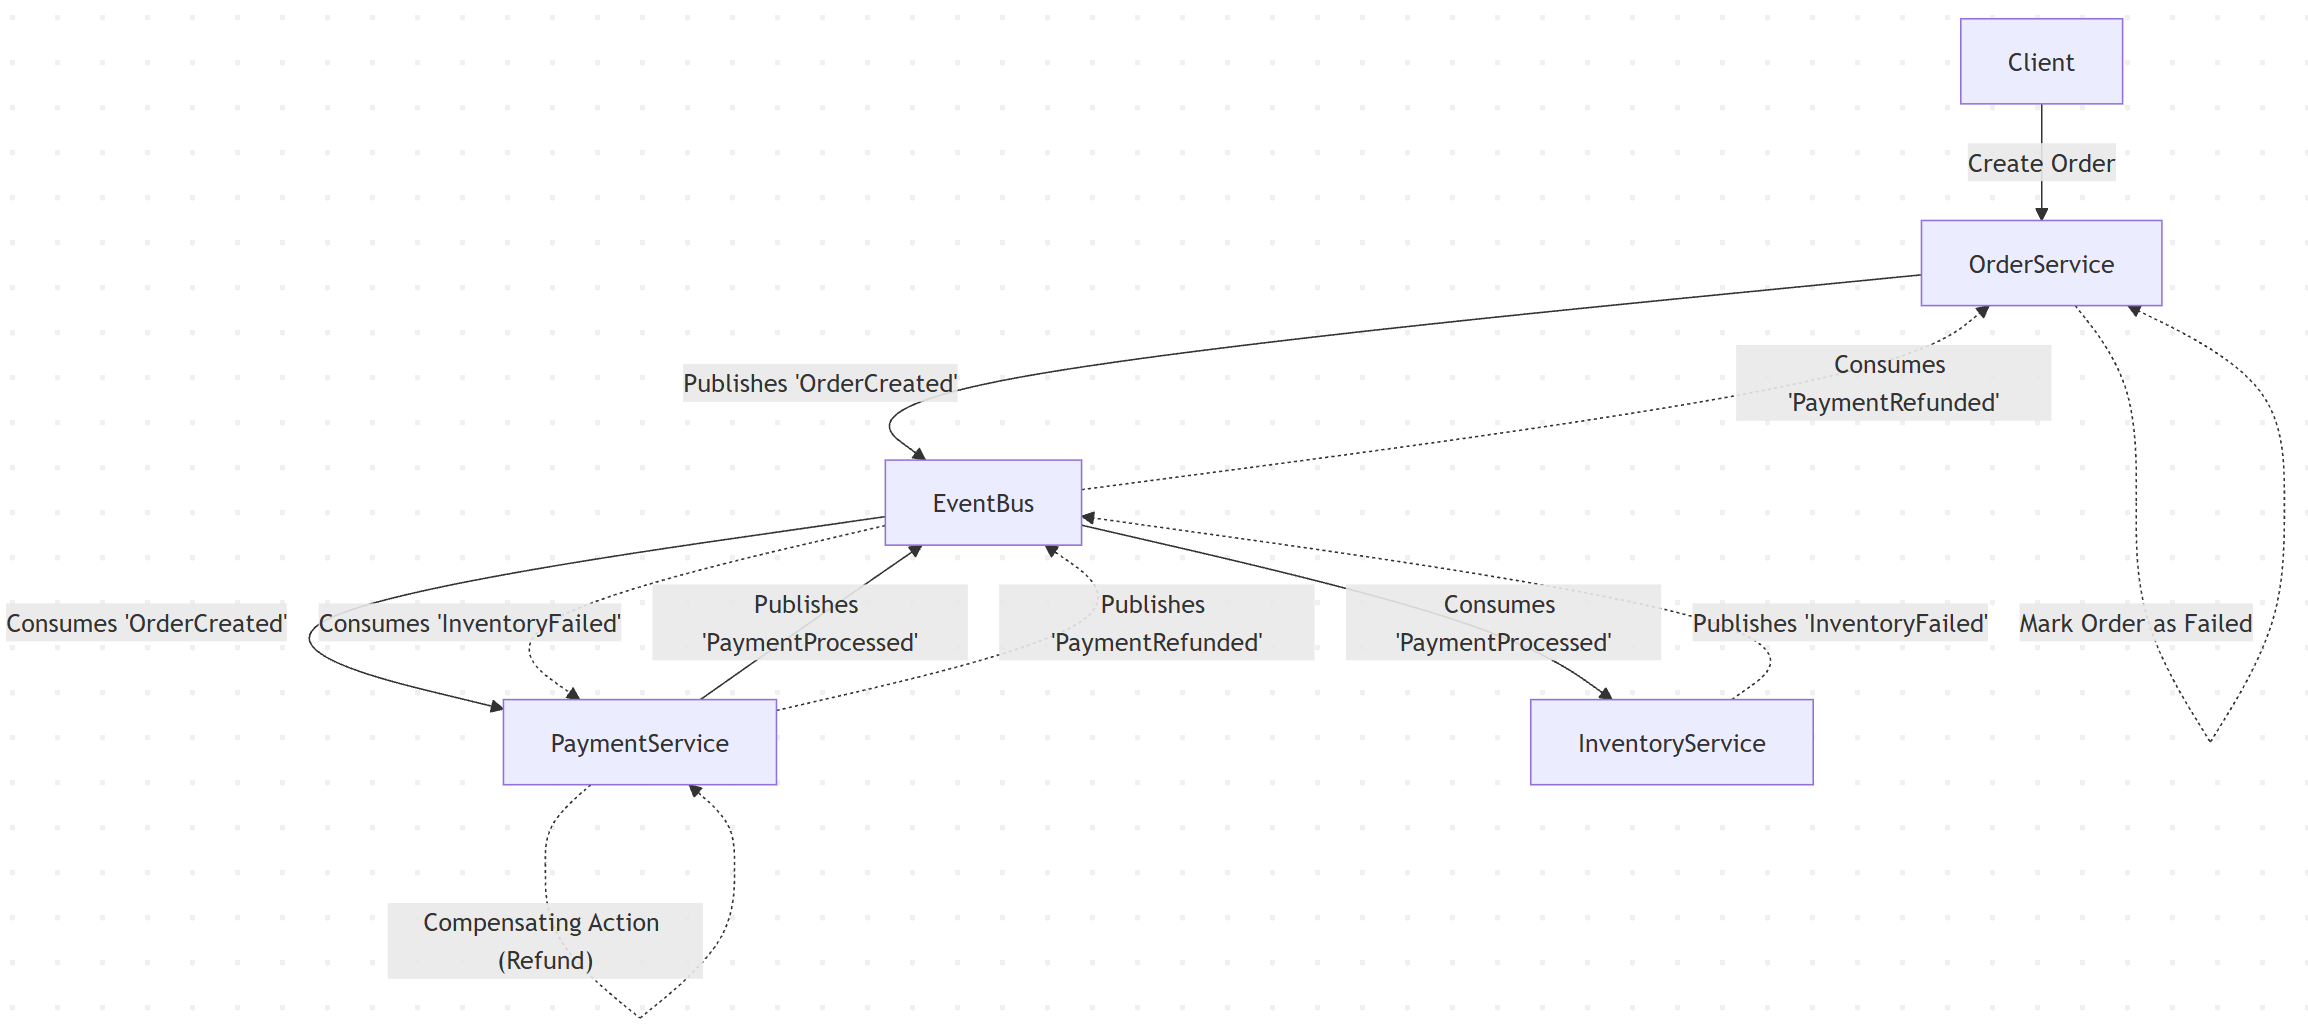 Client
Create Order
OrderService
Publishes 'OrderCreated'
Consumes
'PaymentRefunded'
EventBus
Consumes 'OrderCreated'
Consumes 'InventoryFailed'
Publishes
'PaymentProcessed'
Publishes
'PaymentRefunded'
Consumes
'PaymentProcessed'
Publishes 'InventoryFailed'
Mark Order as Failed
PaymentService
InventoryService
Compensating Action
(Refund)